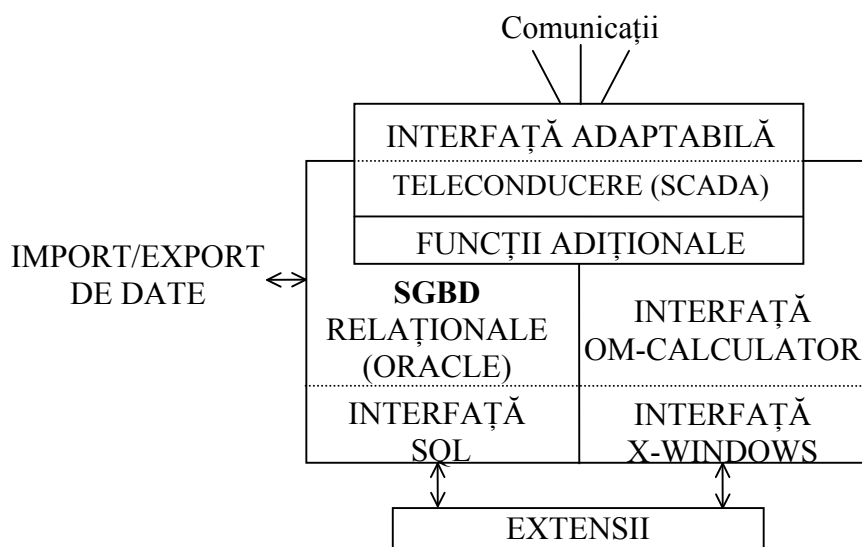 Comunicații
INTERFAȚĂ ADAPTABILĂ
TELECONDUCERE (SCADA)
FUNCȚII ADIȚIONALE
IMPORT/EXPORT
DE DATE
SGBD
RELAȚIONALE
(ORACLE)
INTERFAȚĂ
OM-CALCULATOR
INTERFAȚĂ
SQL
INTERFAȚĂ
X-WINDOWS
EXTENSII